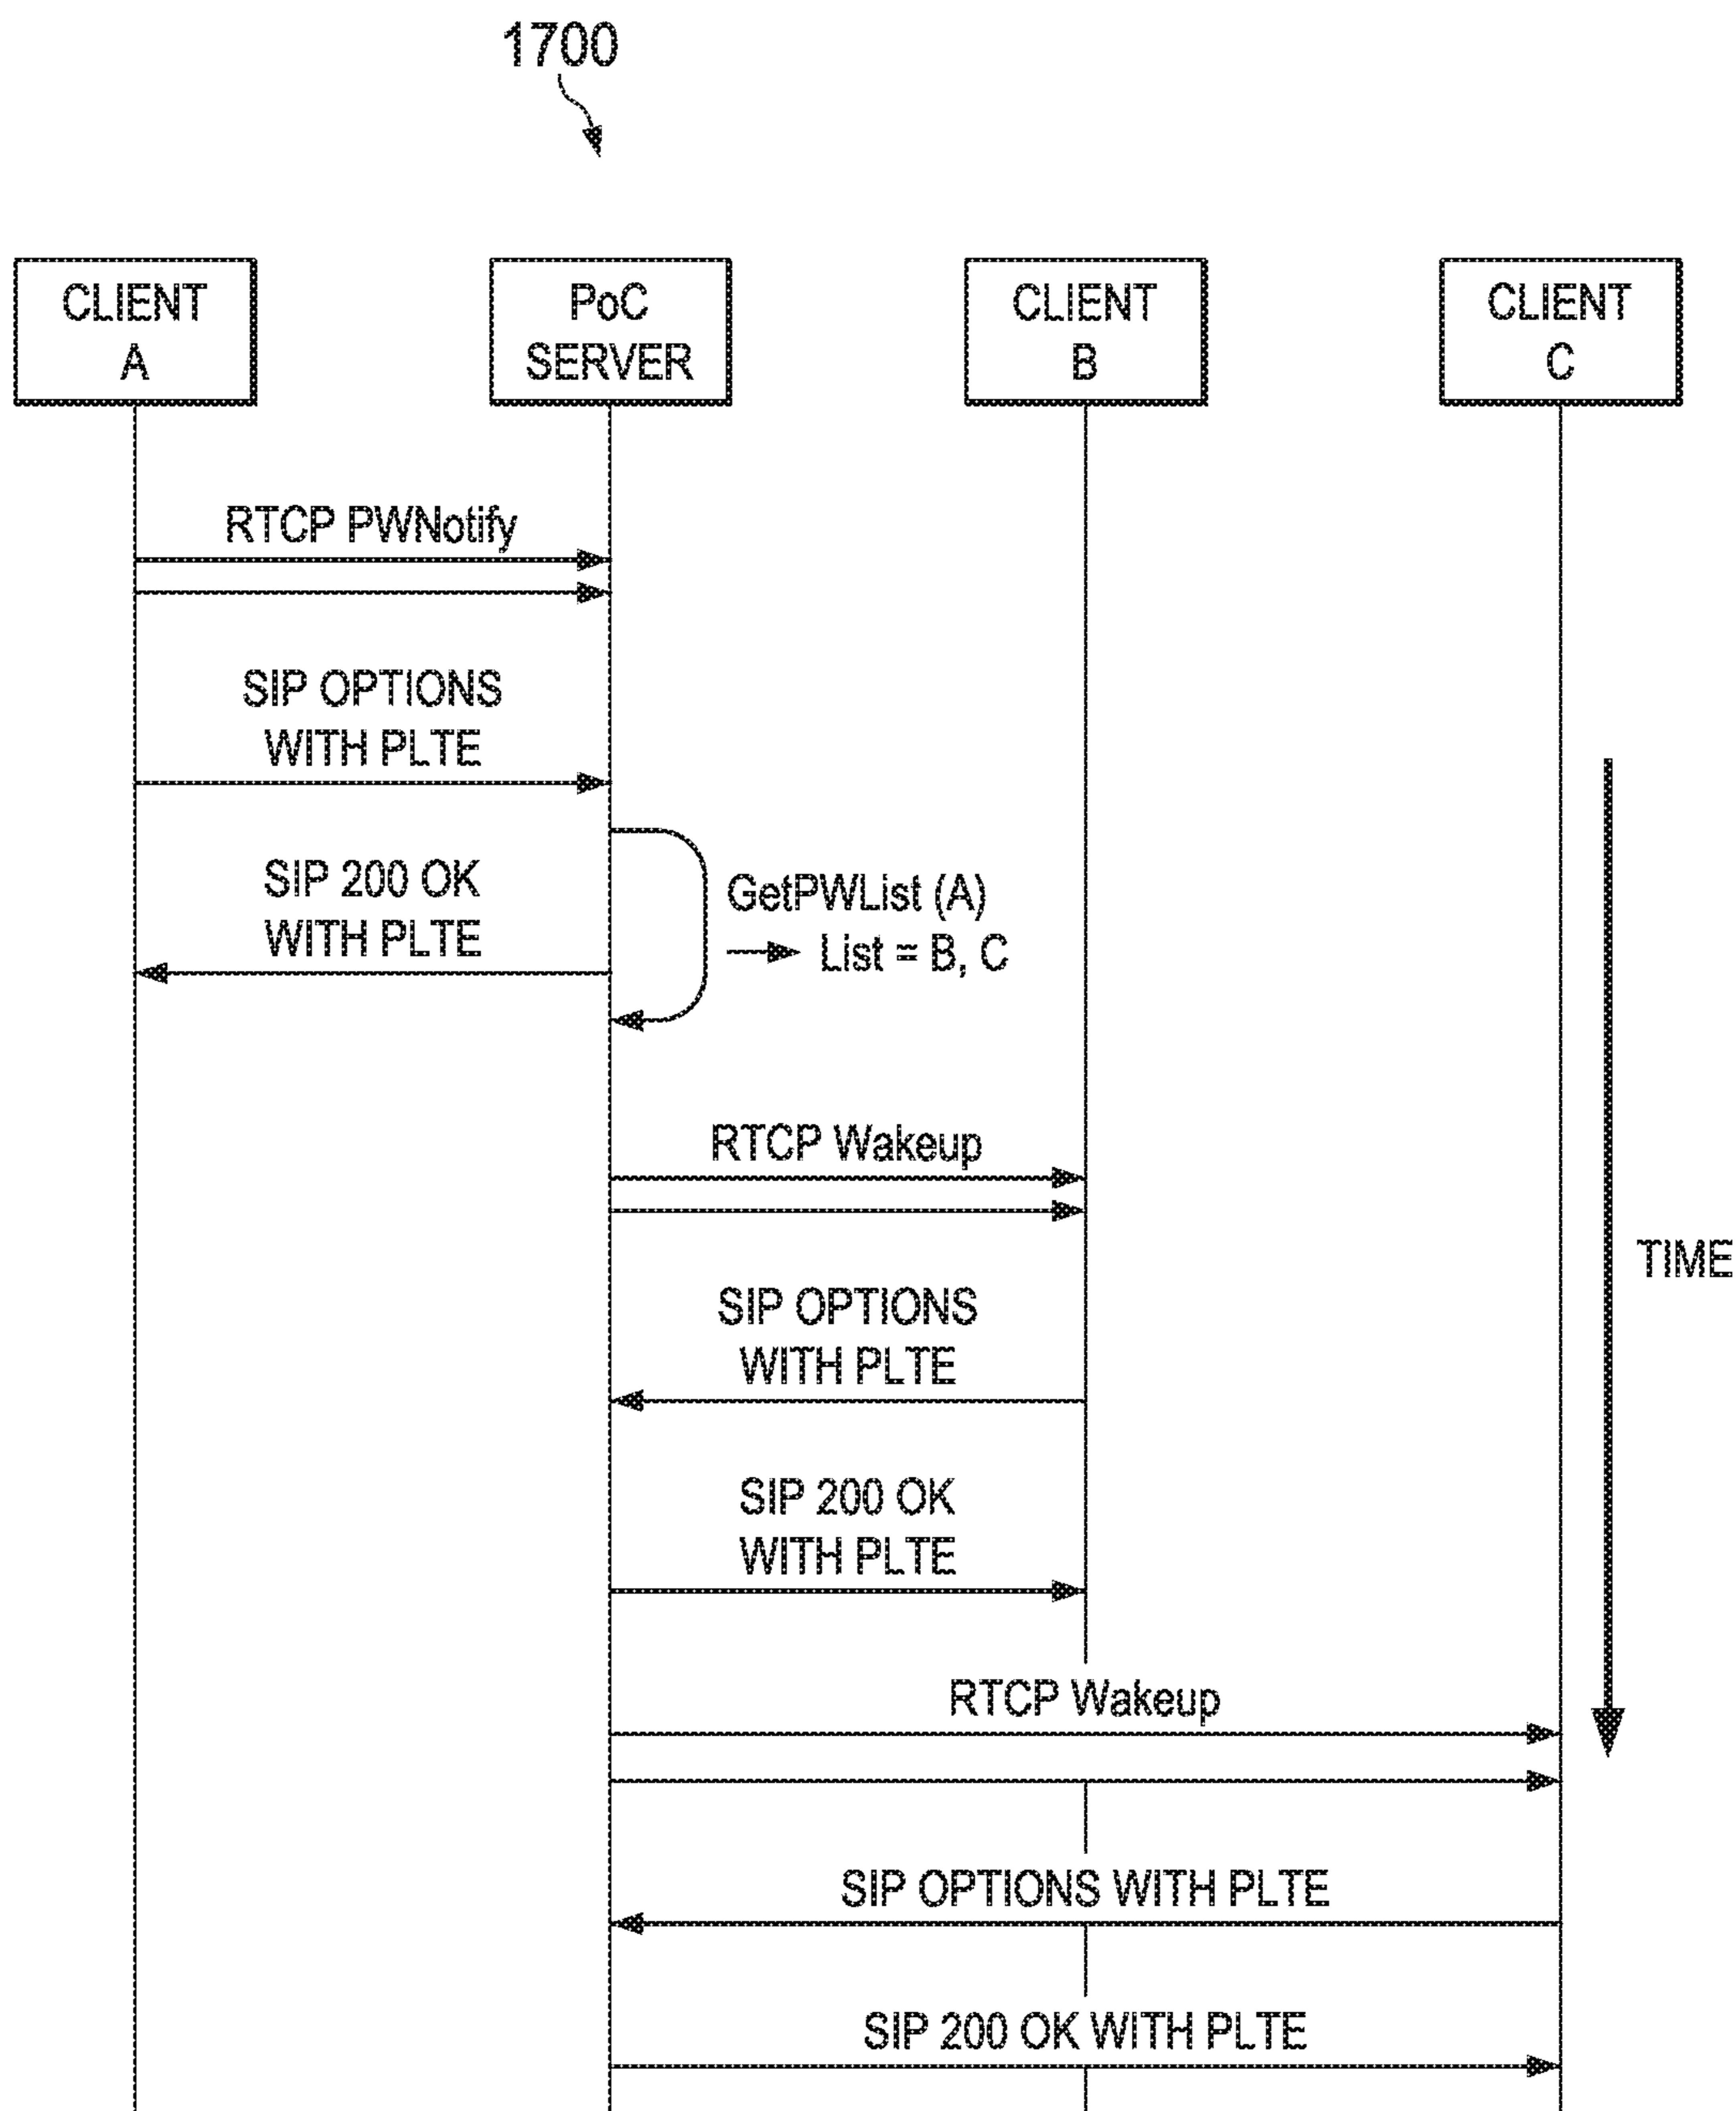 1700
CLIENT
A
PoC
SERVER
CLIENT
B
CLIENT
C
RTCP PWNotify
SIP OPTIONS
WITH PLTE
SIP 200 OK
WITH PLTE
GetPWList (A)
List = B, C
RTCP Wakeup
SIP OPTIONS
WITH PLTE
TIME
SIP 200 OK
WITH PLTE
RTCP Wakeup
SIP OPTIONS WITH PLTE
SIP 200 OK WITH PLTE